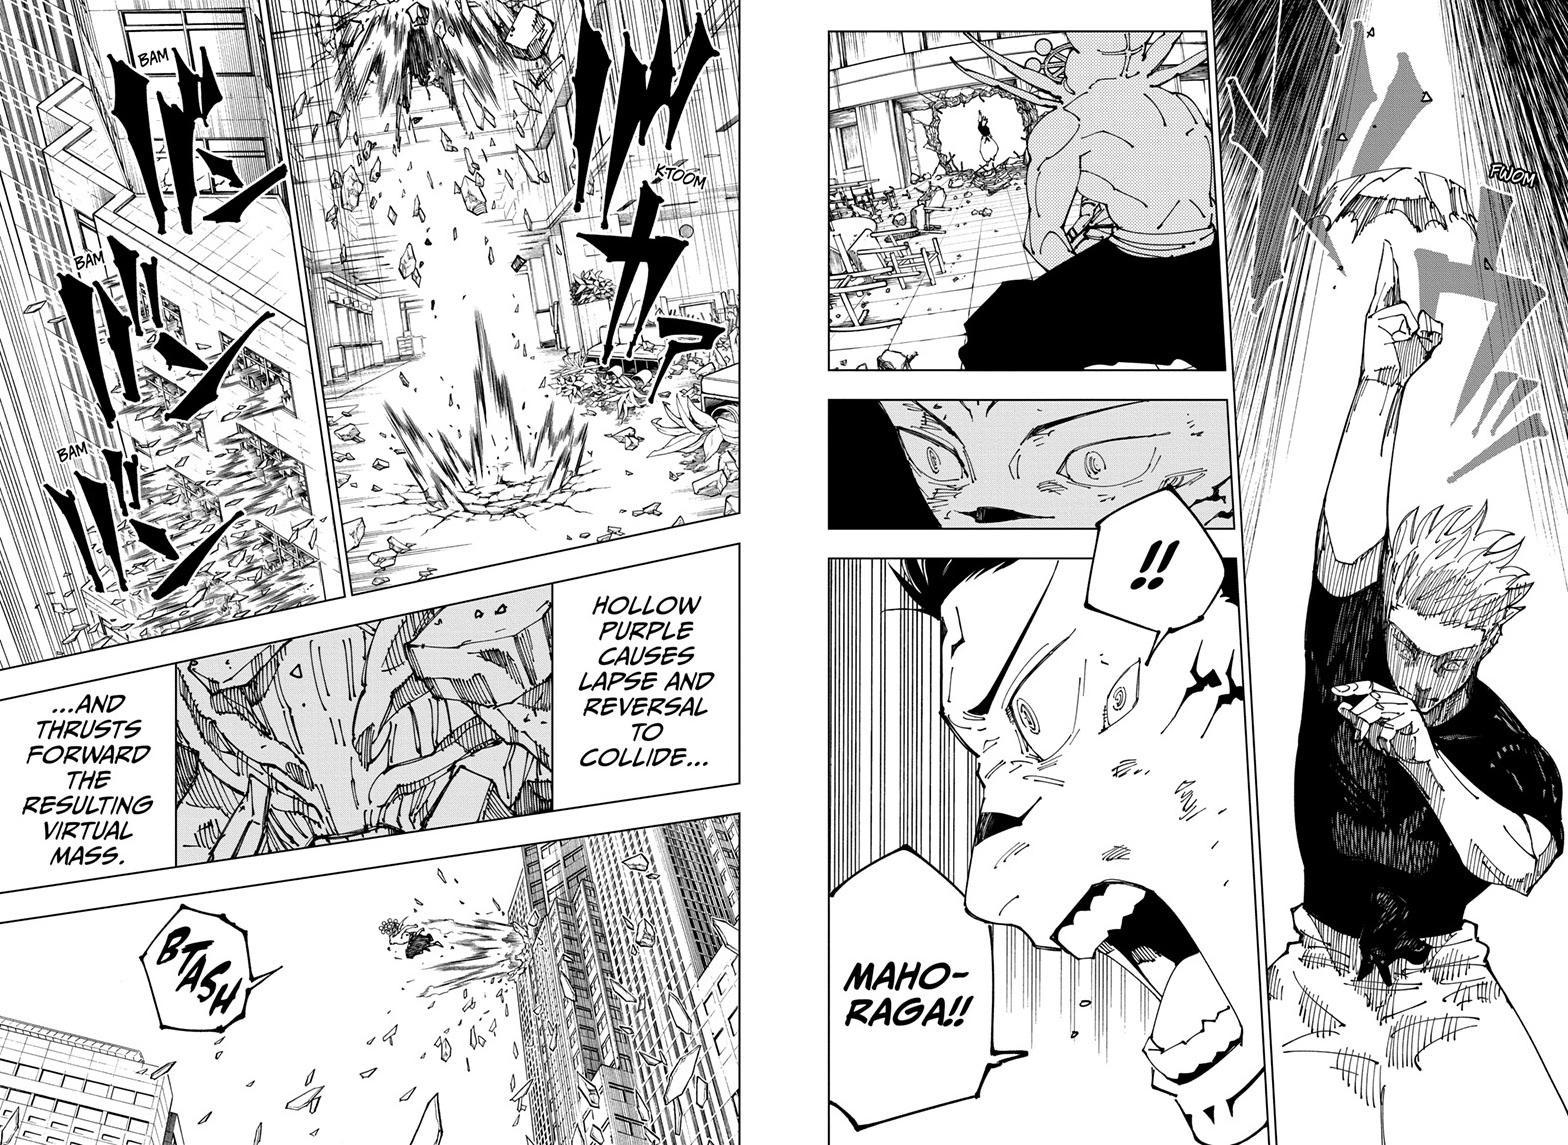 FWOM
!!
MAHO-
RAGA!!
KTOOM
BAM
BAM
BAM
HOLLOW
PURPLE
CAUSES
LAPSE AND
REVERSAL
TO
COLLIDE...
...AND
THRUSTS
FORWARD
THE
RESULTING
VIRTUAL
MASS.
BTASH